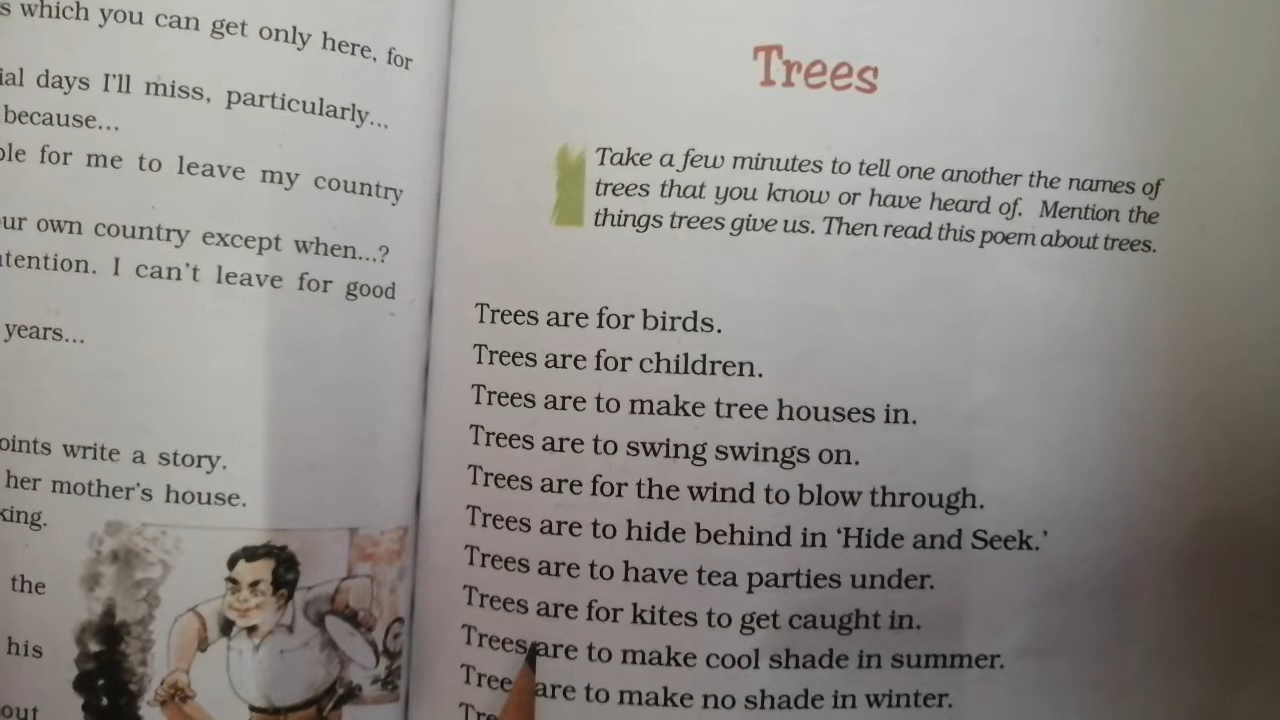 s which you can get only here, for
ial days I'll miss, particularly...
because...
ble for me to leave my country
ur own country except when...?
tention. I can't leave for good
years...
oints write a story.
her mother's house.
king.
the
his
out
Trees
Take a few minutes to tell one another the names of
trees that you know or have heard of. Mention the
things trees give us. Then read this poem about trees.
Trees are for birds.
Trees are for children.
Trees are to make tree houses in.
Trees are to swing swings on.
Trees are for the wind to blow through.
Trees are to hide behind in ‘Hide and Seek.’
Trees are to have tea parties under.
Trees are for kites to get caught in.
Trees are to make cool shade in summer.
Tree are to make no shade in winter.
Tre